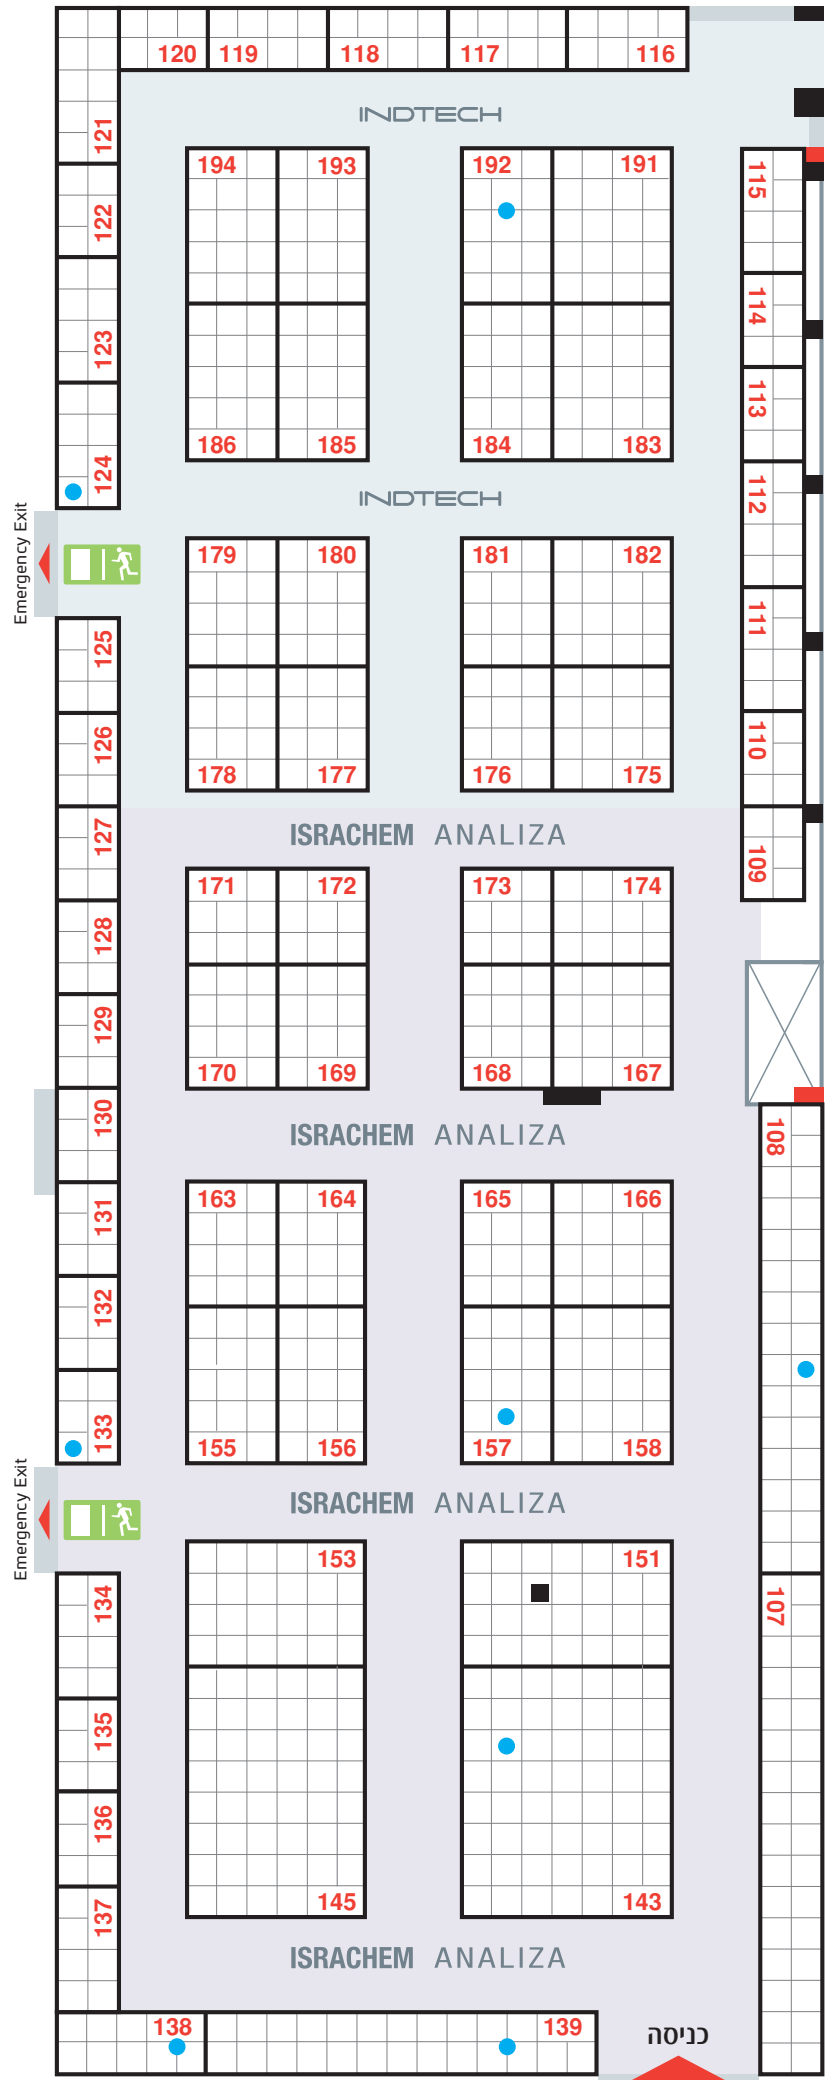 120 119 118 117 116
121
INDTECH
194 193 192 191
115
122
114
123
113
186 185 184 183
124
112
INDTECH
Emergency Exit
179 180 181 182
111
125
126
110
178 177 176 175
127
ISRACHEM ANALIZA
109
171 172 173 174
128
129
170 169 168 167
130
ISRACHEM ANALIZA
108
163 164 165 166
131
132
133
155 156 157 158
ISRACHEM ANALIZA
Emergency Exit
153 151
134
107
135
136
145 143
137
ISRACHEM ANALIZA
138 139
כניסה